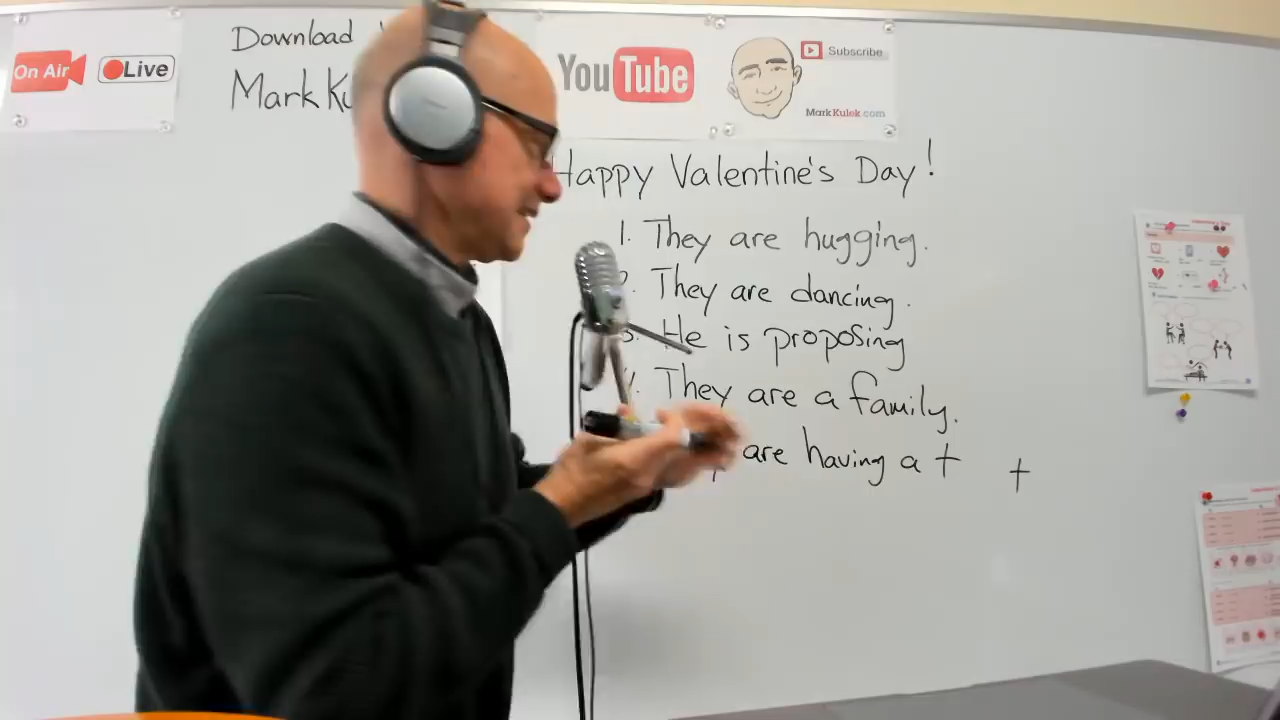 On Air
Live
Download
Mark Ku
YouTube
Subscribe
MarkKulek.com
Happy Valentine's Day!
1. They are hugging.
They are dancing.
He is proposing
They are a family.
are having a t t